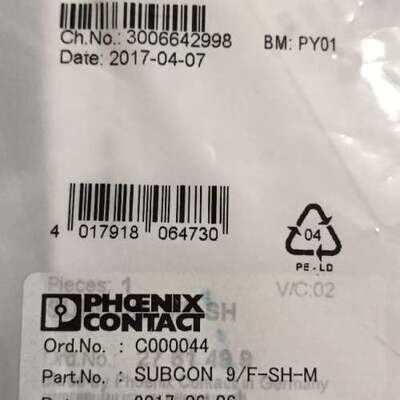 Ch.No.: 3006642998 BM: PY01
Date: 2017-04-07
4 017918 064730
04
PE-LD
Pieces: 1 V/C:02
PHŒNIX
CONTACT
Ord.No. : C000044
Part.No. : SUBCON 9/F-SH-M